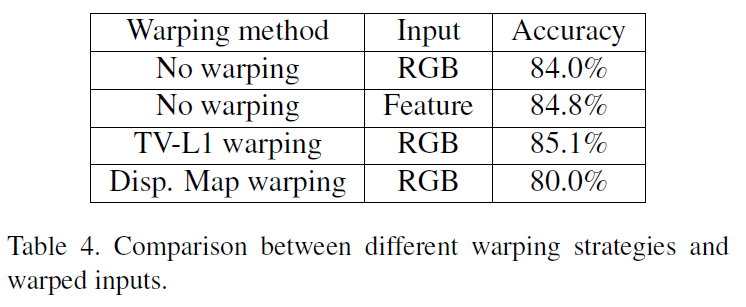 Warping method Input Accuracy
No warping RGB 84.0%
No warping Feature 84.8%
TV-L1 warping RGB 85.1%
Disp. Map warping RGB 80.0%
Table 4. Comparison between different warping strategies and
warped inputs.